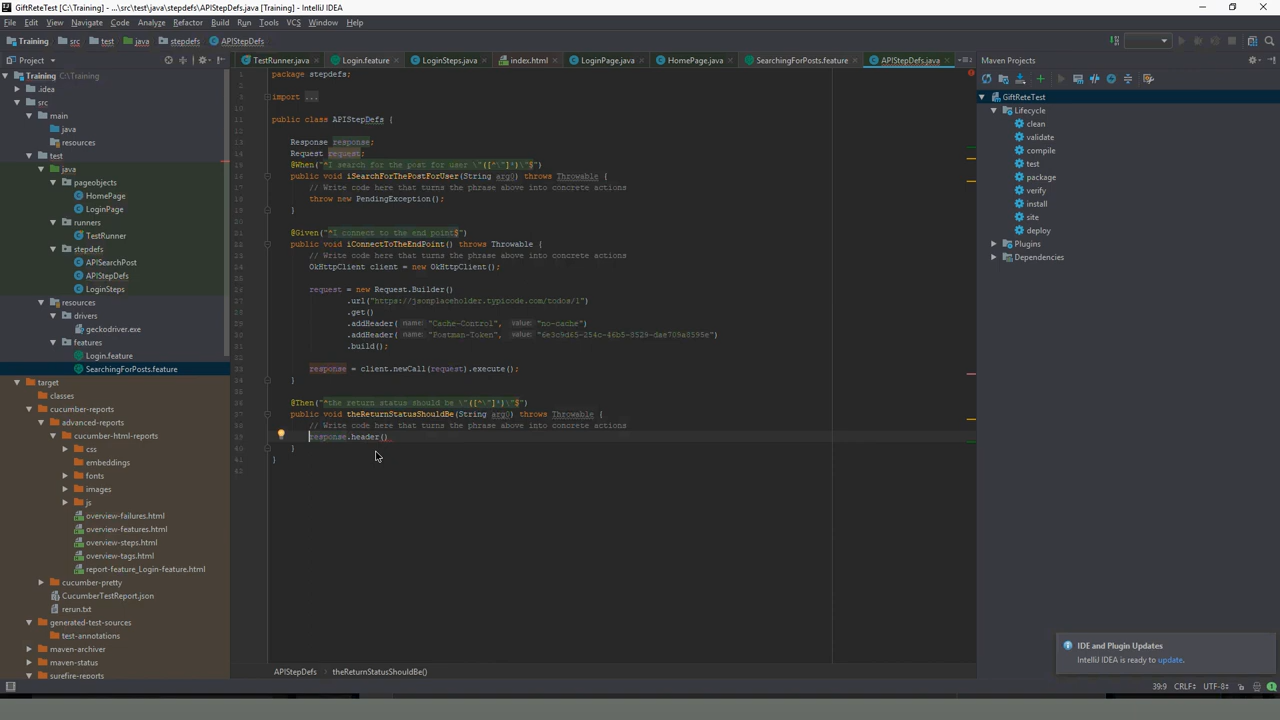 GiftReteTest [C:\Training] - ...\src\test\java\stepdefs\APIStepDefs.java [Training] - IntelliJ IDEA
File Edit View Navigate Code Analyze Refactor Build Run Tools VCS Window Help
Training src test java stepdefs APIStepDefs
Project
TestRunner.java Login.feature LoginSteps.java index.html LoginPage.java HomePage.java SearchingForPosts.feature APIStepDefs.java
Maven Projects
Training C:\Training
.idea
src
main
java
resources
test
java
pageobjects
HomePage
LoginPage
runners
TestRunner
stepdefs
APISearchPost
APIStepDefs
LoginSteps
resources
drivers
geckodriver.exe
features
Login.feature
SearchingForPosts.feature
target
classes
cucumber-reports
advanced-reports
cucumber-html-reports
css
embeddings
fonts
images
js
overview-failures.html
overview-features.html
overview-steps.html
overview-tags.html
report-feature_Login-feature.html
cucumber-pretty
CucumberTestReport.json
rerun.txt
generated-test-sources
test-annotations
maven-archiver
maven-status
surefire-reports
package stepdefs;
import ...
public class APIStepDefs {
Response response;
Request request;
@When("^I search for the post for user \"([^\"]*)\"$")
public void iSearchForThePostForUser(String arg0) throws Throwable {
// Write code here that turns the phrase above into concrete actions
throw new PendingException();
}
@Given("^I connect to the end point$")
public void iConnectToTheEndPoint() throws Throwable {
// Write code here that turns the phrase above into concrete actions
OkHttpClient client = new OkHttpClient();
request = new Request.Builder()
.url("https://jsonplaceholder.typicode.com/todos/1")
.get()
.addHeader( name: "Cache-Control", value: "no-cache")
.addHeader( name: "Postman-Token", value:
.build();
response = client.newCall(request).execute();
}
@Then("^the return status should be \"([^\"]*)\"$")
public void theReturnStatusShouldBe(String arg0) throws Throwable {
// Write code here that turns the phrase above into concrete actions
response.header()
}
}
APIStepDefs theReturnStatusShouldBe()
GiftReteTest
Lifecycle
clean
validate
compile
test
package
verify
install
site
deploy
Plugins
Dependencies
IDE and Plugin Updates
IntelliJ IDEA is ready to update.
39:9 CRLF÷ UTF-8÷